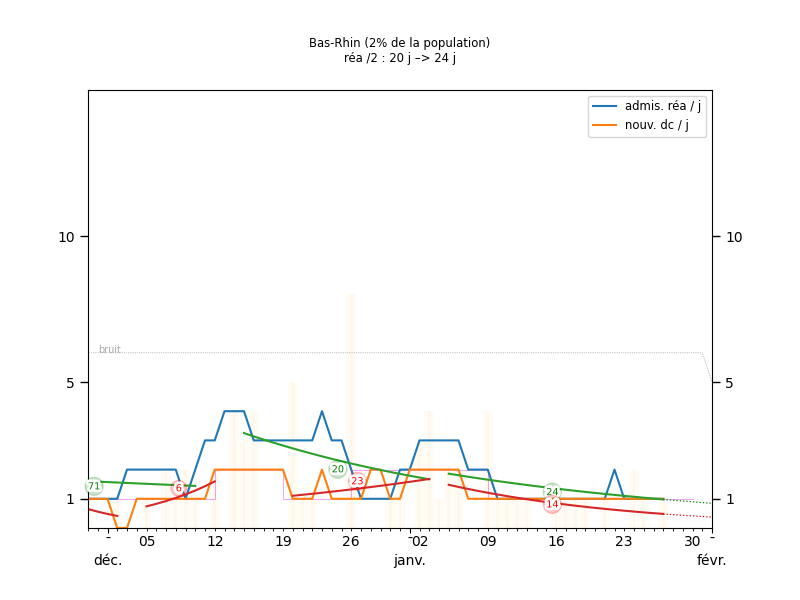 Bas-Rhin (2% de la population)
réa /2 : 20 j –> 24 j
admis. réa / j
nouv. dc / j
10
10
bruit
5
5
71
6
20
23
24
14
1
1
- 05 12 19 26 -02 09 16 23 30 -
déc. janv. févr.